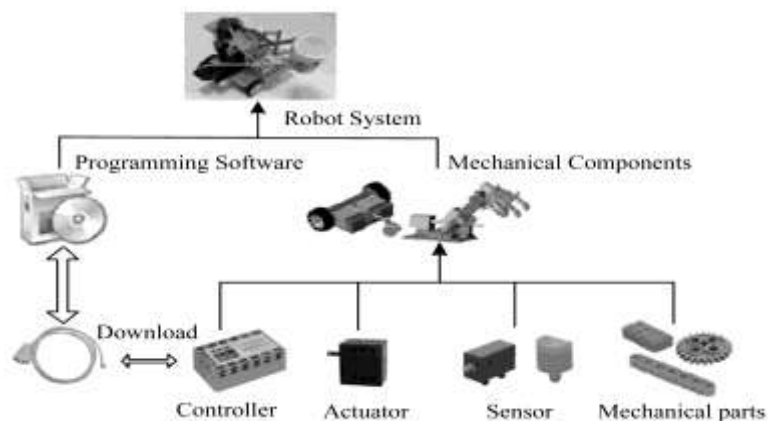 Robot System
Programming Software
Mechanical Components
Download
Controller
Actuator
Sensor
Mechanical parts